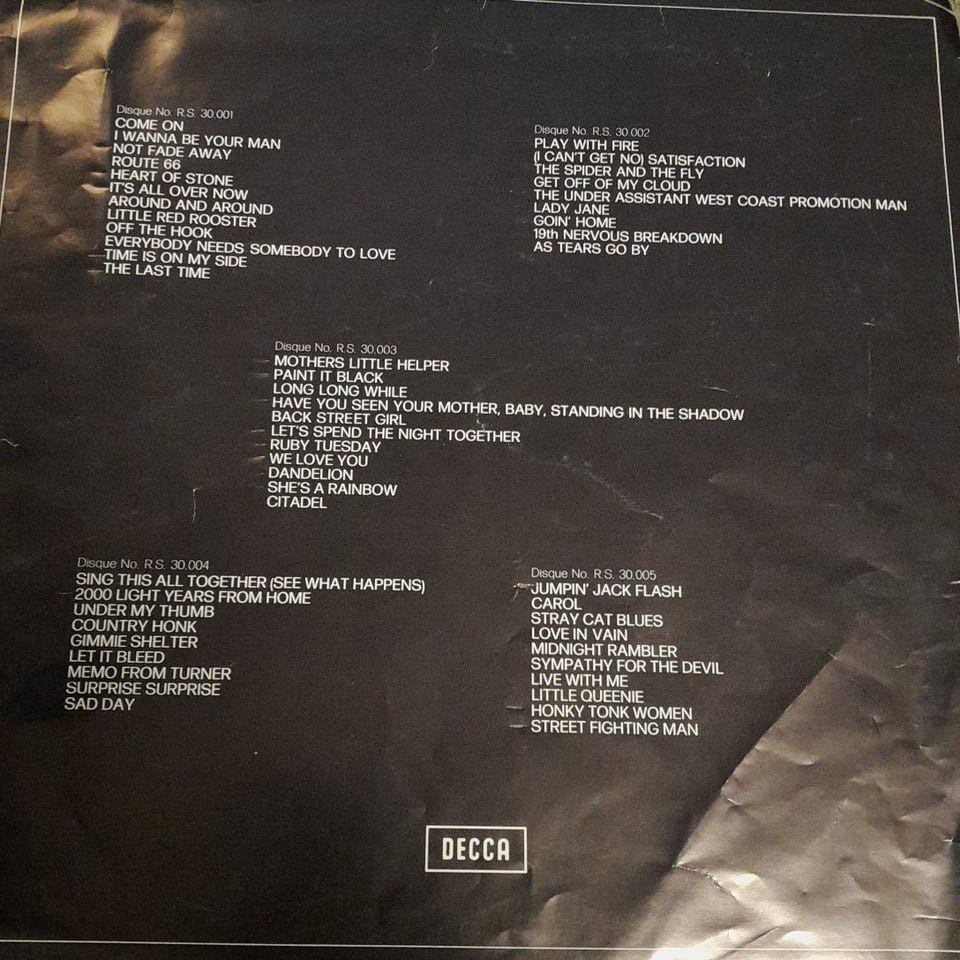 Disque No. R.S. 30.001
COME ON
I WANNA BE YOUR MAN
NOT FADE AWAY
ROUTE 66
HEART OF STONE
IT'S ALL OVER NOW
AROUND AND AROUND
LITTLE RED ROOSTER
OFF THE HOOK
EVERYBODY NEEDS SOMEBODY TO LOVE
TIME IS ON MY SIDE
THE LAST TIME
Disque No. R.S. 30.002
PLAY WITH FIRE
(I CAN'T GET NO) SATISFACTION
THE SPIDER AND THE FLY
GET OFF OF MY CLOUD
THE UNDER ASSISTANT WEST COAST PROMOTION MAN
LADY JANE
GOIN' HOME
19th NERVOUS BREAKDOWN
AS TEARS GO BY
Disque No. R.S. 30.003
MOTHERS LITTLE HELPER
PAINT IT BLACK
LONG LONG WHILE
HAVE YOU SEEN YOUR MOTHER, BABY, STANDING IN THE SHADOW
BACK STREET GIRL
LET'S SPEND THE NIGHT TOGETHER
RUBY TUESDAY
WE LOVE YOU
DANDELION
SHE'S A RAINBOW
CITADEL
Disque No. R.S. 30.004
SING THIS ALL TOGETHER (SEE WHAT HAPPENS)
2000 LIGHT YEARS FROM HOME
UNDER MY THUMB
COUNTRY HONK
GIMMIE SHELTER
LET IT BLEED
MEMO FROM TURNER
SURPRISE SURPRISE
SAD DAY
Disque No. R.S. 30.005
JUMPIN' JACK FLASH
CAROL
STRAY CAT BLUES
LOVE IN VAIN
MIDNIGHT RAMBLER
SYMPATHY FOR THE DEVIL
LIVE WITH ME
LITTLE QUEENIE
HONKY TONK WOMEN
STREET FIGHTING MAN
DECCA